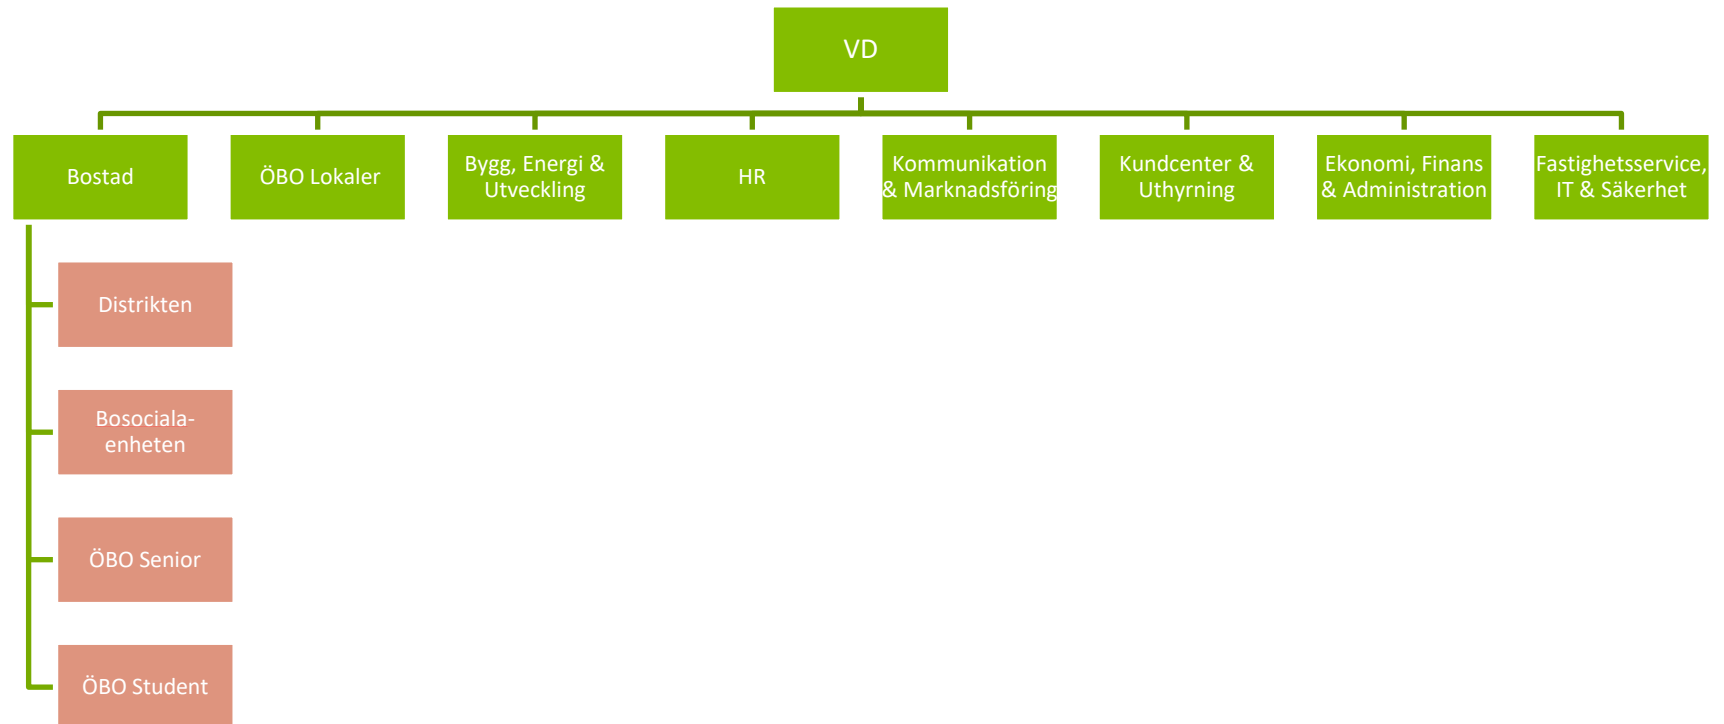 VD
Bostad
ÖBO Lokaler
Bygg, Energi &
Utveckling
HR
Kommunikation
& Marknadsföring
Kundcenter &
Uthyrning
Ekonomi, Finans
& Administration
Fastighetsservice,
IT & Säkerhet
Distrikten
Bosociala-
enheten
ÖBO Senior
ÖBO Student